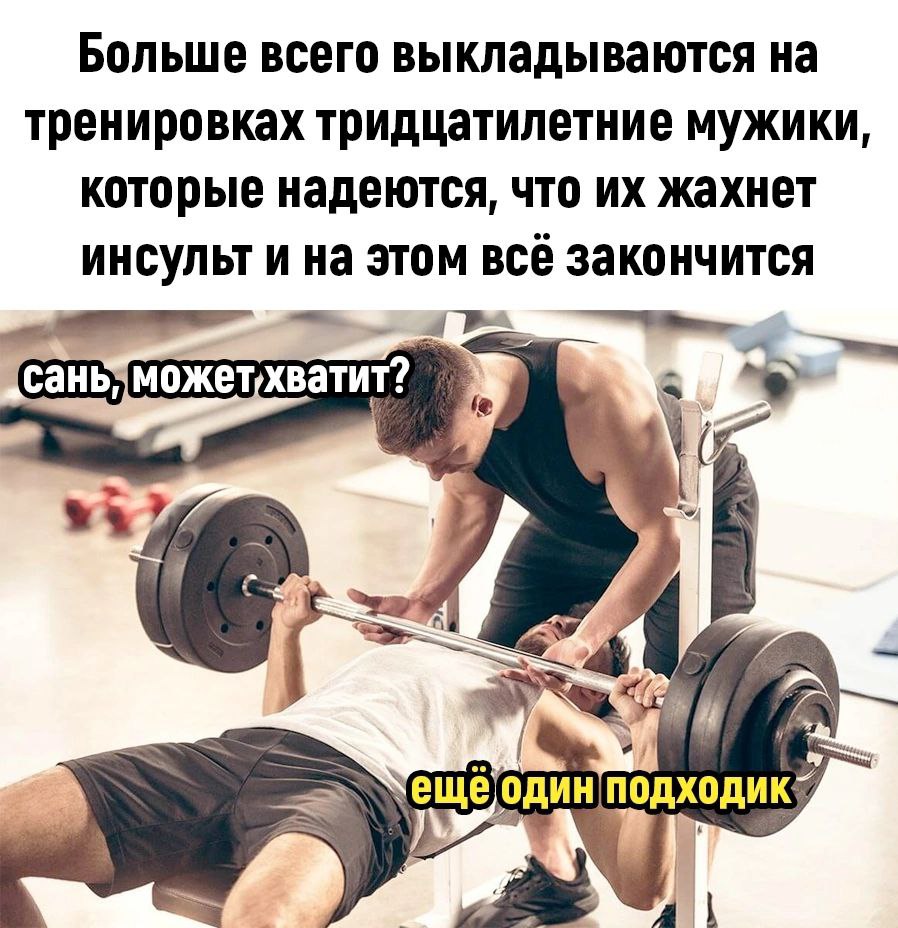 Больше всего выкладываются на
тренировках тридцатилетние мужики,
которые надеются, что их жахнет
инсульт и на этом всё закончится
сань, может хватит?
ещё один подходик